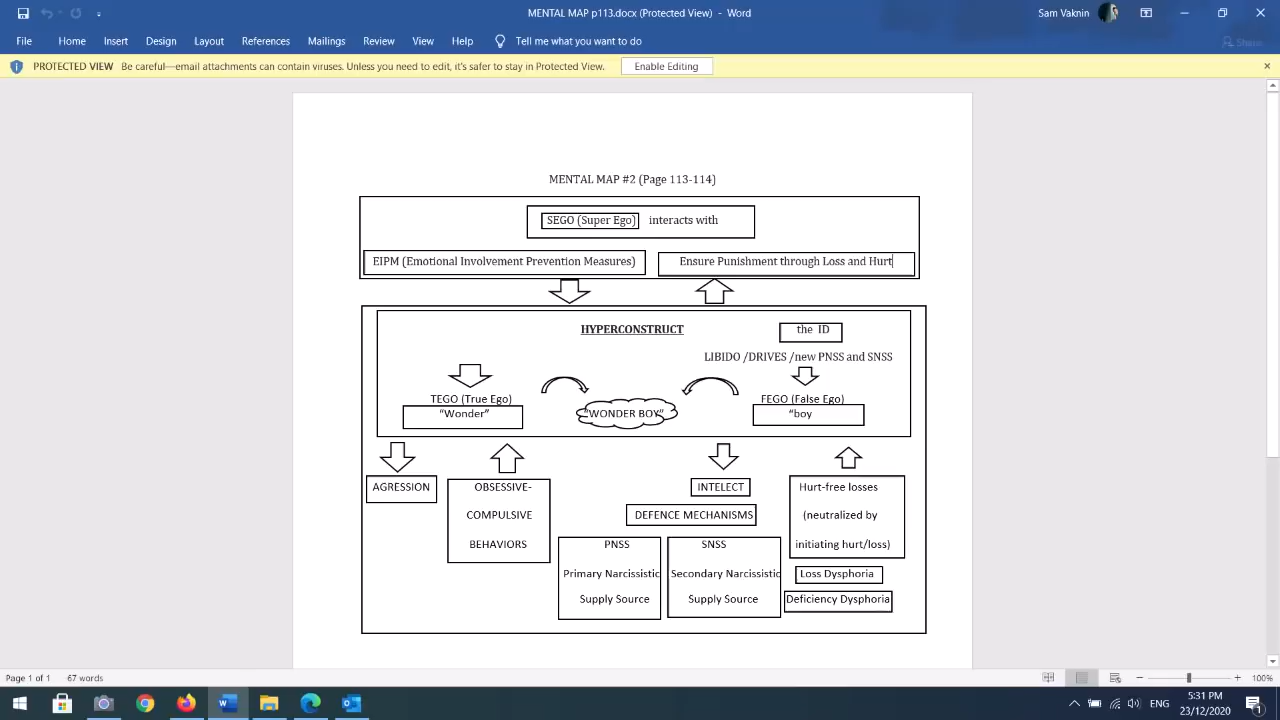 MENTAL MAP p113.docx (Protected View) - Word
Sam Vaknin
File Home Insert Design Layout References Mailings Review View Help Tell me what you want to do Share
PROTECTED VIEW Be careful—email attachments can contain viruses. Unless you need to edit, it's safer to stay in Protected View. Enable Editing
MENTAL MAP #2 (Page 113-114)
SEGO (Super Ego) interacts with
EIPM (Emotional Involvement Prevention Measures) Ensure Punishment through Loss and Hurt
HYPERCONSTRUCT the ID
LIBIDO /DRIVES /new PNSS and SNSS
TEGO (True Ego) FEGO (False Ego)
“Wonder” “WONDER BOY” “boy
AGRESSION
OBSESSIVE-
COMPULSIVE
BEHAVIORS
INTELECT
DEFENCE MECHANISMS
PNSS
Primary Narcissistic
Supply Source
SNSS
Secondary Narcissistic
Supply Source
Hurt-free losses
(neutralized by
initiating hurt/loss)
Loss Dysphoria
Deficiency Dysphoria
Page 1 of 1 67 words 100%
ENG 5:31 PM
23/12/2020 1